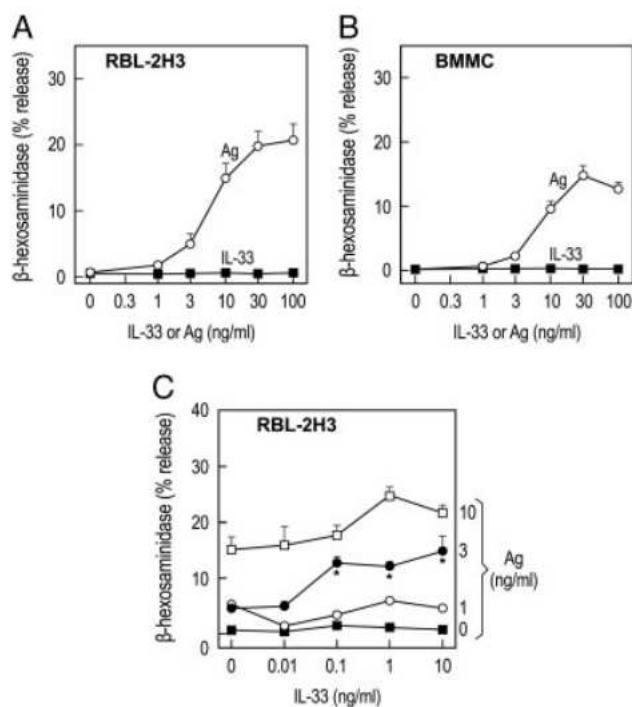 A
RBL-2H3
β-hexosaminidase (% release)
30
20
10
0
Ag
IL-33
0 0.3 1 3 10 30 100
IL-33 or Ag (ng/ml)
B
BMMC
β-hexosaminidase (% release)
30
20
10
0
Ag
IL-33
0 0.3 1 3 10 30 100
IL-33 or Ag (ng/ml)
C
RBL-2H3
β-hexosaminidase (% release)
40
30
20
10
0
10
3
1
0
Ag
(ng/ml)
* * *
0 0.01 0.1 1 10
IL-33 (ng/ml)